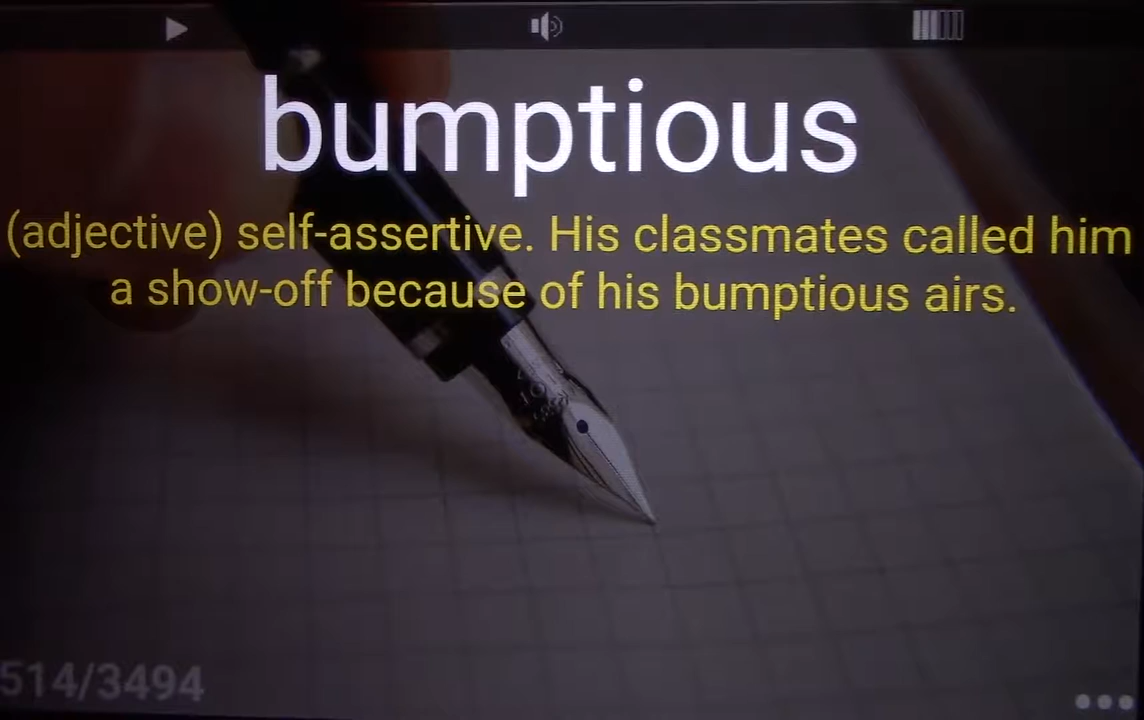 bumptious
(adjective) self-assertive. His classmates called him
a show-off because of his bumptious airs.
514/3494